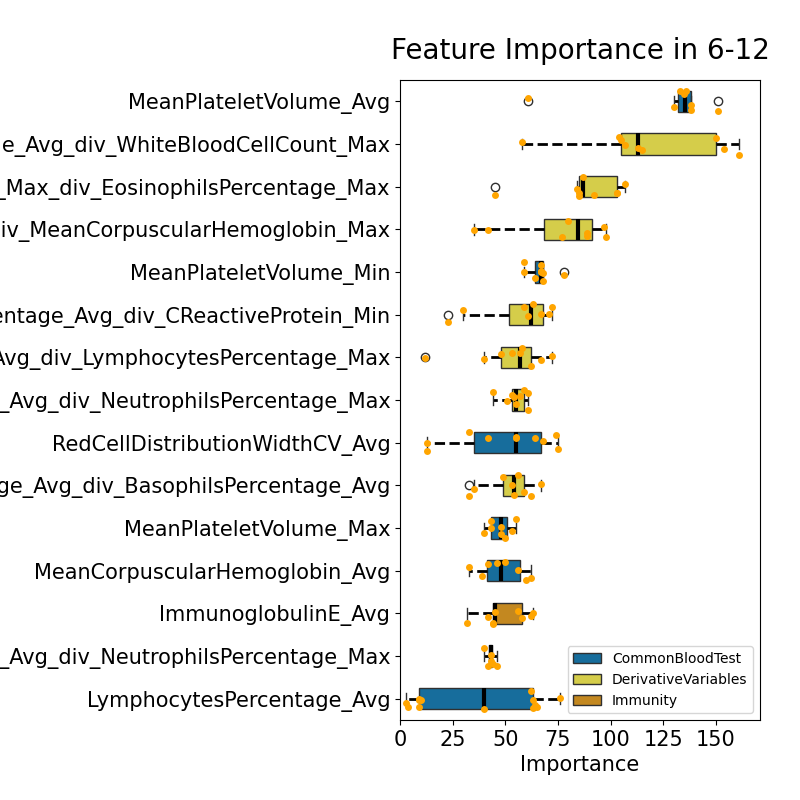 Feature Importance in 6-12
MeanPlateletVolume_Avg
e_Avg_div_WhiteBloodCellCount_Max
_Max_div_EosinophilsPercentage_Max
iv_MeanCorpuscularHemoglobin_Max
MeanPlateletVolume_Min
entage_Avg_div_CReactiveProtein_Min
Avg_div_LymphocytesPercentage_Max
_Avg_div_NeutrophilsPercentage_Max
RedCellDistributionWidthCV_Avg
ge_Avg_div_BasophilsPercentage_Avg
MeanPlateletVolume_Max
MeanCorpuscularHemoglobin_Avg
ImmunoglobulinE_Avg
_Avg_div_NeutrophilsPercentage_Max
LymphocytesPercentage_Avg
CommonBloodTest
DerivativeVariables
Immunity
0 25 50 75 100 125 150
Importance